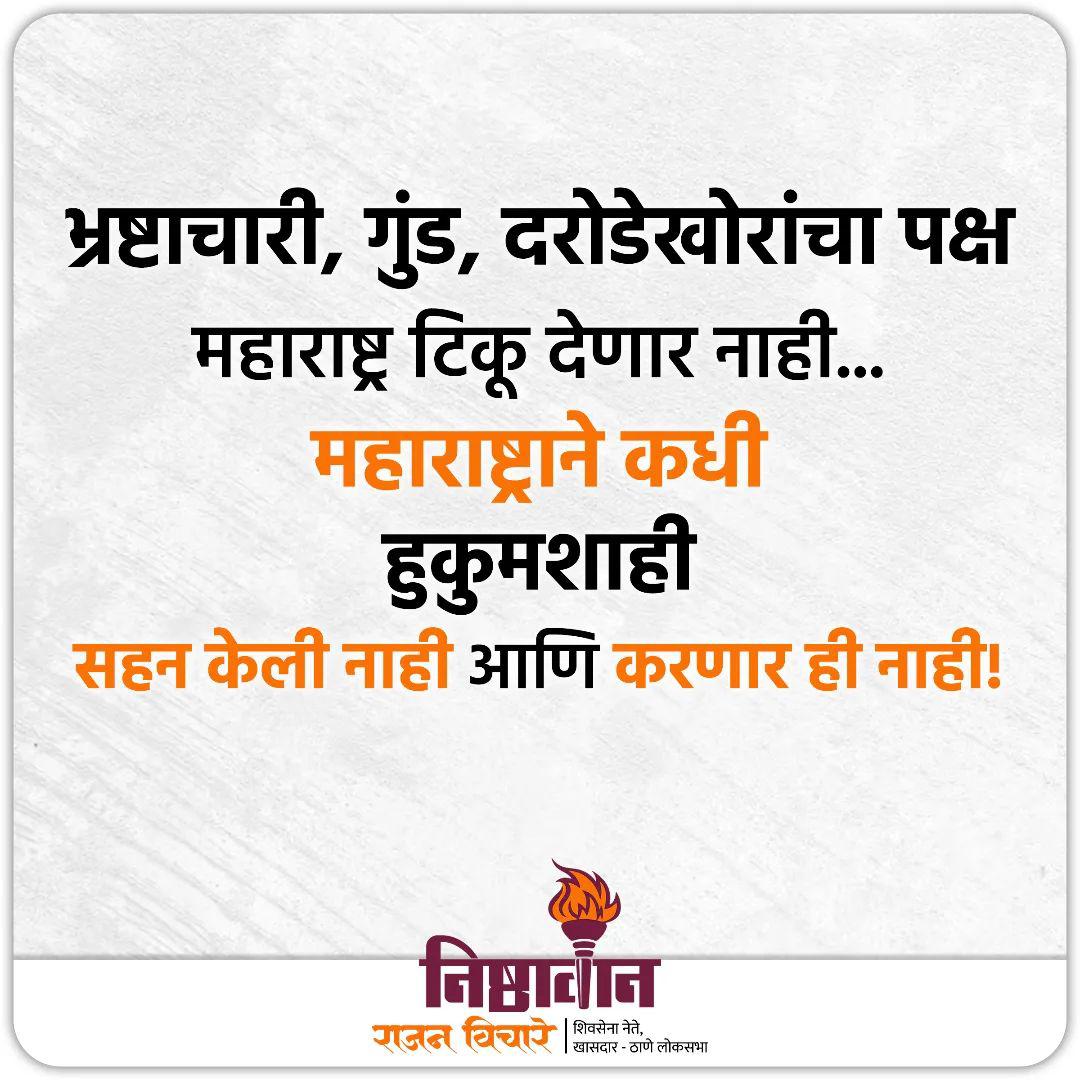 भ्रष्टाचारी, गुंड, दरोडेखोरांचा पक्ष
महाराष्ट्र टिकू देणार नाही...
महाराष्ट्राने कधी
हुकुमशाही
सहन केली नाही आणि करणार ही नाही!
निष्ठावान
राजन विचारे
शिवसेना नेते,
खासदार - ठाणे लोकसभा